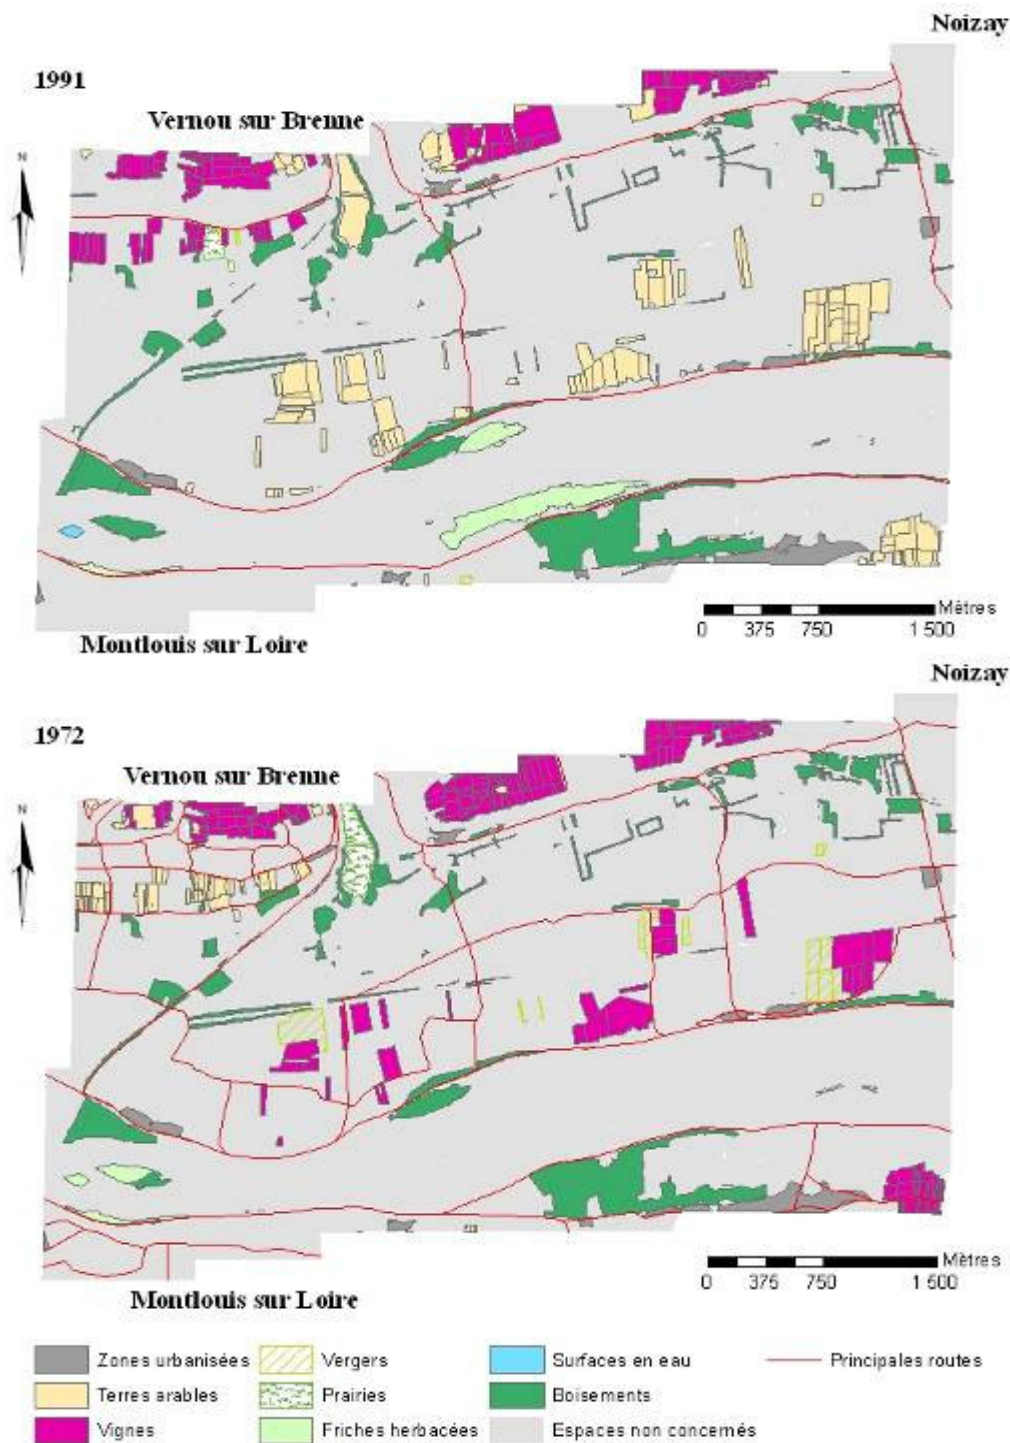 Noizay
1991
Vernou sur Brenne
N
Mètres
0 375 750 1 500
Montlouis sur Loire
Noizay
1972
Vernou sur Brenne
N
Mètres
0 375 750 1 500
Montlouis sur Loire
Zones urbanisées Vergers Surfaces en eau Principales routes
Terres arables Prairies Boisements
Vignes Friches herbacées Espaces non concernés